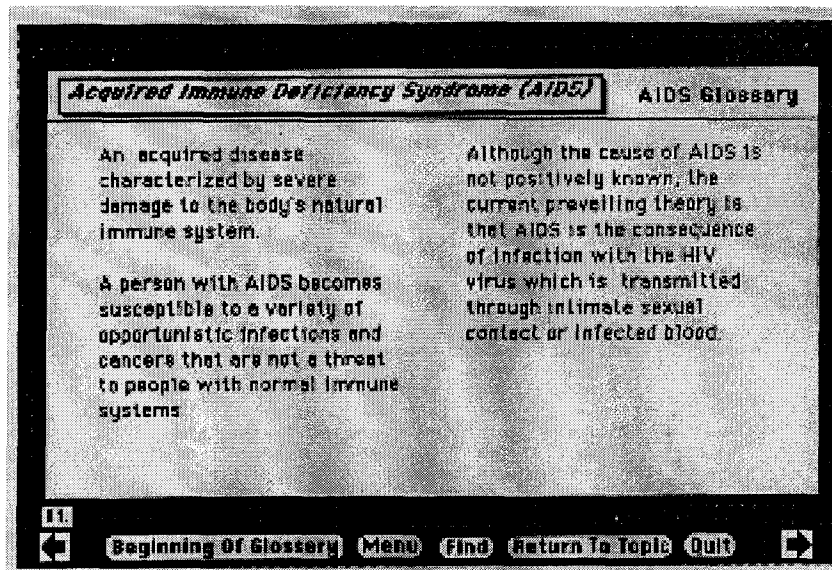 Acquired Immune Deficiency Syndrome (AIDS)
AIDS Glossary
An acquired disease
characterized by severe
damage to the body's natural
immune system.
A person with AIDS becomes
susceptible to a variety of
opportunistic infections and
cancers that are not a threat
to people with normal immune
systems
Although the cause of AIDS is
not positively known, the
current prevailing theory is
that AIDS is the consequence
of infection with the HIV
virus which is transmitted
through intimate sexual
contact or infected blood.
11.
Beginning Of Glossary Menu Find Return To Topic Quit